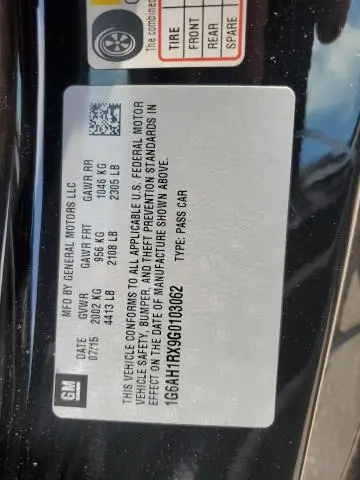 The combined
TIRE
FRONT
REAR
SPARE
GM
MFD BY GENERAL MOTORS LLC
DATE GVWR GAWR FRT GAWR RR
07/15 2002 KG 956 KG 1046 KG
4413 LB 2108 LB 2305 LB
THIS VEHICLE CONFORMS TO ALL APPLICABLE U.S. FEDERAL MOTOR
VEHICLE SAFETY, BUMPER, AND THEFT PREVENTION STANDARDS IN
EFFECT ON THE DATE OF MANUFACTURE SHOWN ABOVE.
1G6AH1RX9G0103062 TYPE: PASS CAR